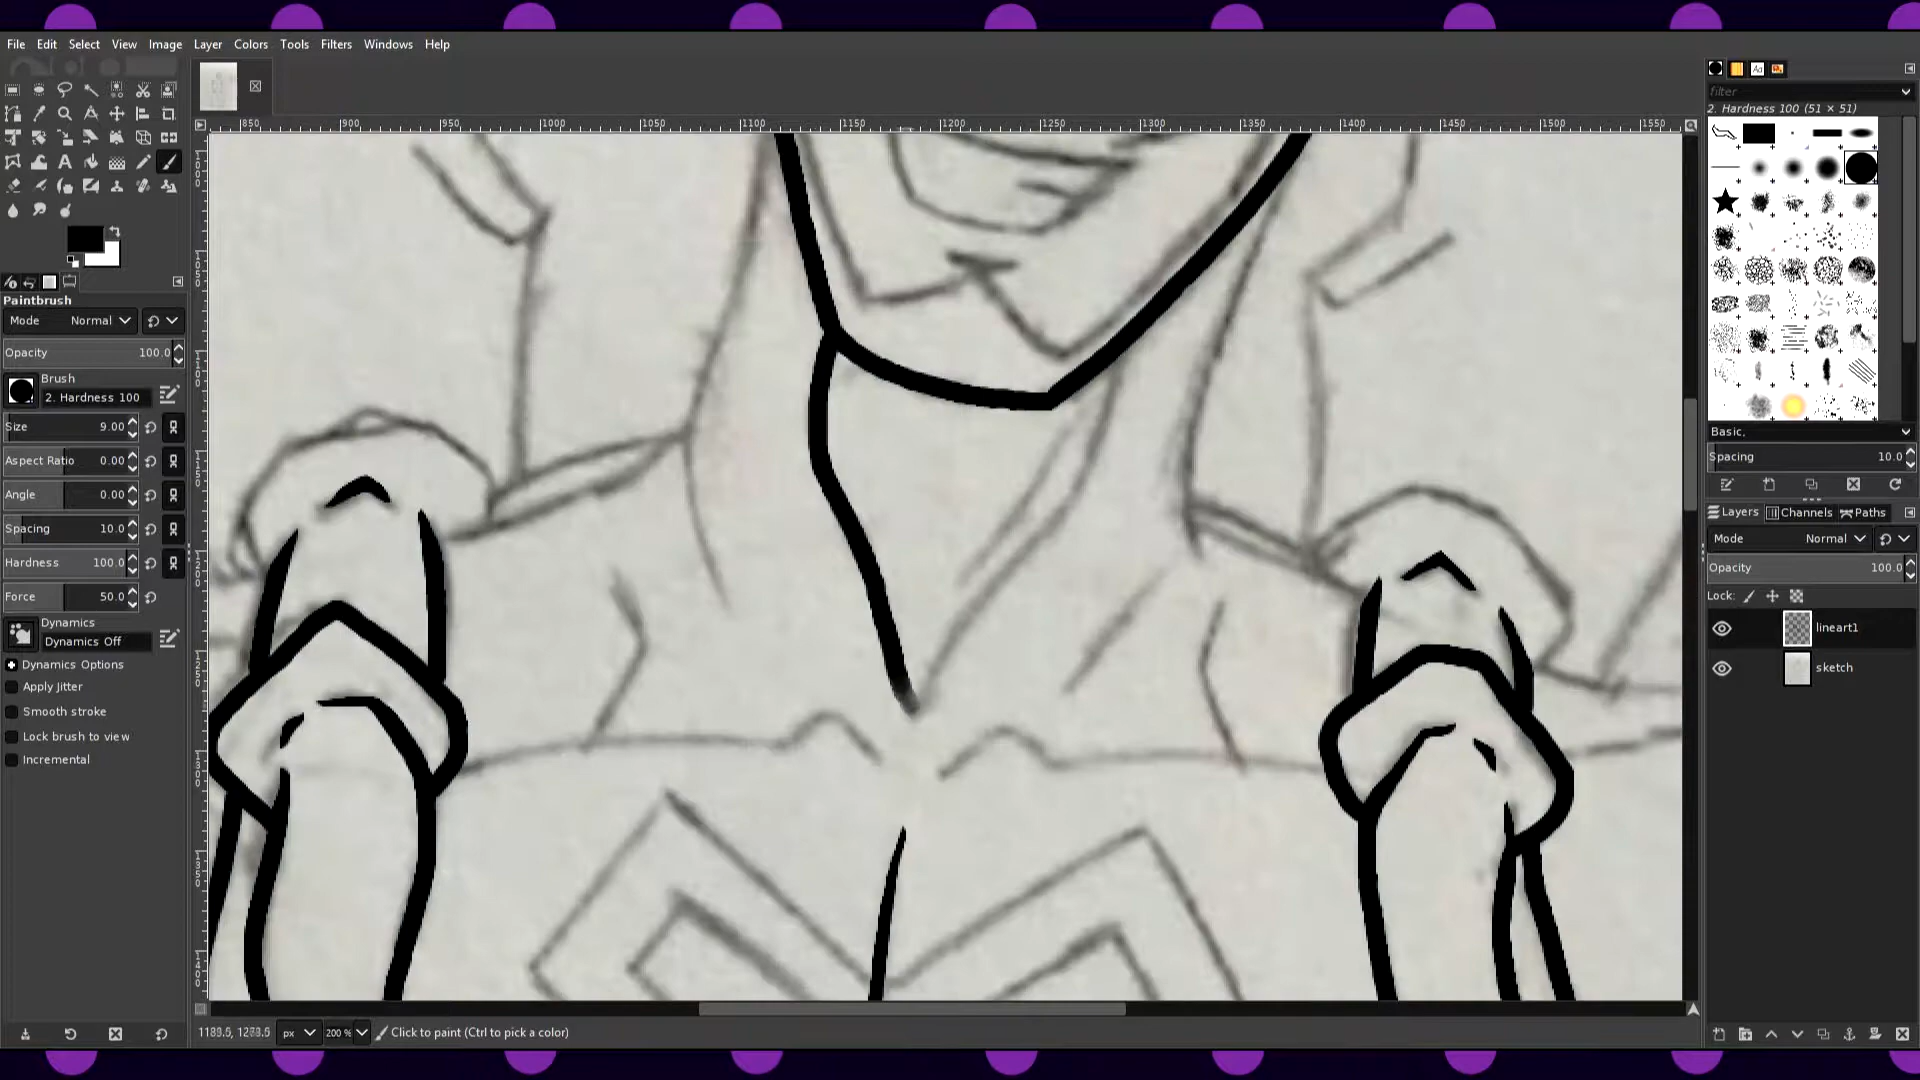 File Edit Select View Image Layer Colors Tools Filters Windows Help
850 900 950 1000 1050 1100 1150 1200 1250 1300 1350 1400 1450 1500 1550
Paintbrush
Mode Normal
Opacity 100.0
Brush
2. Hardness 100
Size 9.00
Aspect Ratio 0.00
Angle 0.00
Spacing 10.0
Hardness 100.0
Force 50.0
Dynamics
Dynamics Off
Dynamics Options
Apply Jitter
Smooth stroke
Lock brush to view
Incremental
px 200 % Click to paint (Ctrl to pick a color)
filter
2. Hardness 100 (51 × 51)
Basic,
Spacing 10.0
Layers Channels Paths
Mode Normal
Opacity 100.0
Lock:
lineart1
sketch